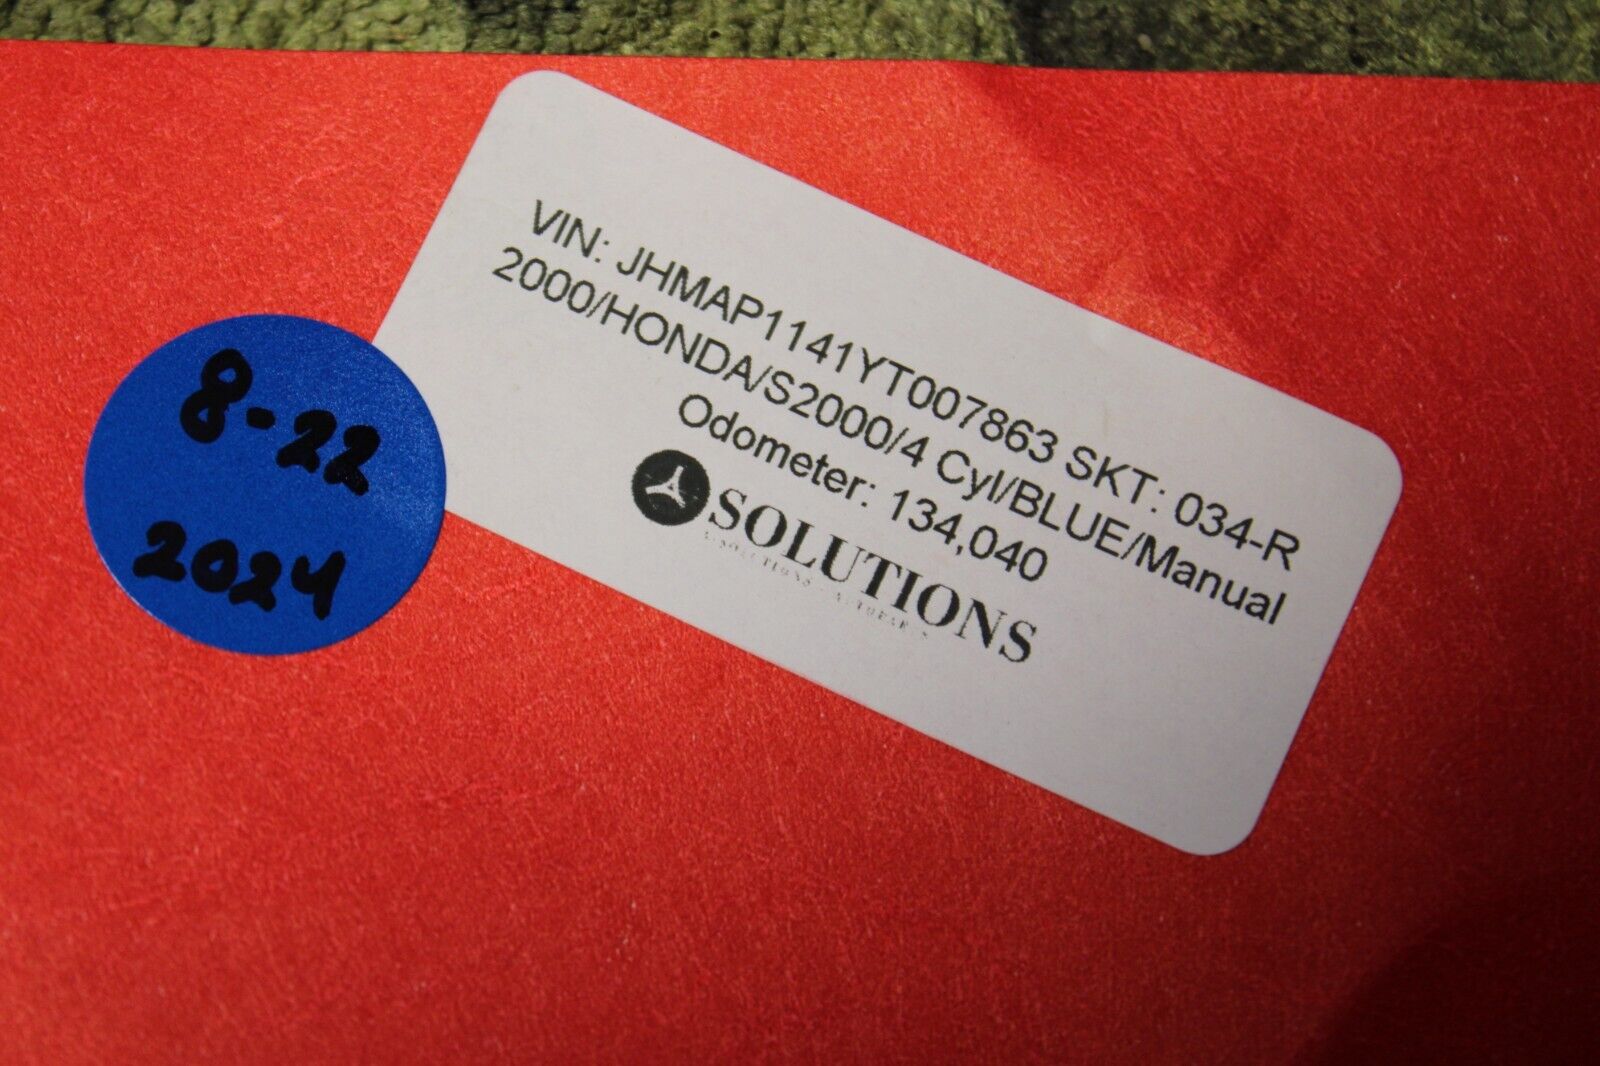 VIN: JHMAP1141YT007863 SKT: 034-R
2000/HONDA/S2000/4 Cyl/BLUE/Manual
Odometer: 134,040
SOLUTIONS
8-22
2024